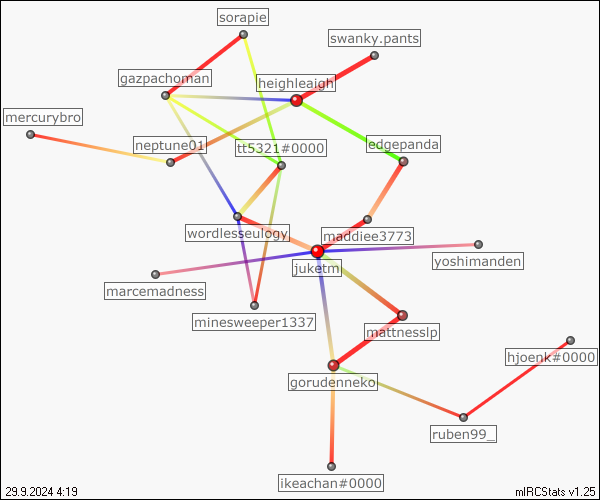 sorapie
swanky.pants
gazpachoman
heighleaigh
mercurybro
neptune01
tt5321#0000
edgepanda
wordlesseulogy
maddiee3773
yoshimanden
juketm
marcemadness
minesweeper1337
mattnesslp
hjoenk#0000
gorudenneko
ruben99_
ikeachan#0000
29.9.2024 4:19
mIRCStats v1.25